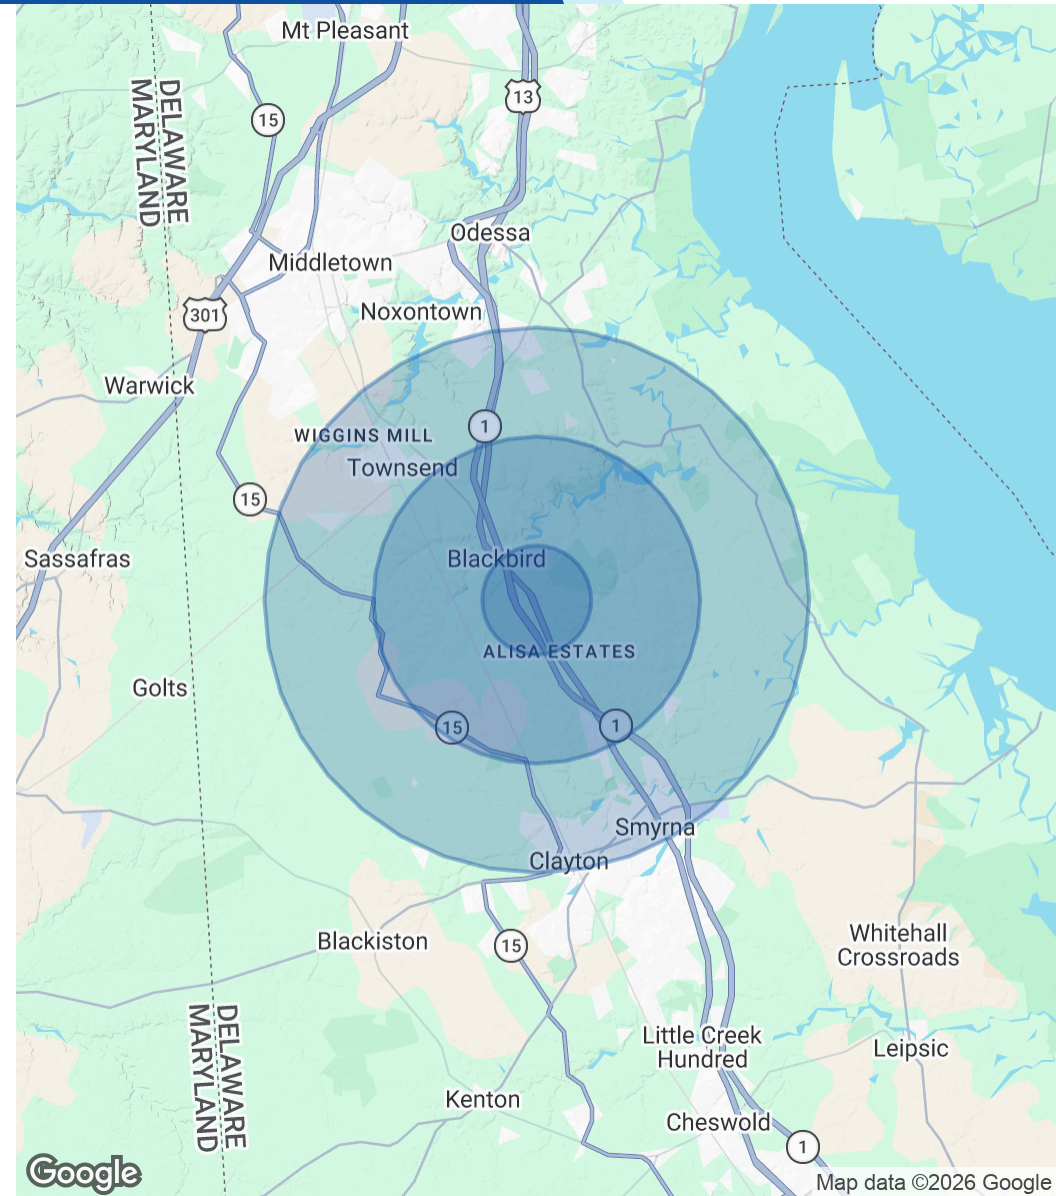 Mt Pleasant
13
DELAWARE
MARYLAND
15
Odessa
Middletown
Noxontown
301
Warwick
1
WIGGINS MILL
Townsend
15
Sassafras
Blackbird
ALISA ESTATES
Golts
15
1
Smyrna
Clayton
Blackiston
15
Whitehall
Crossroads
DELAWARE
MARYLAND
Little Creek
Hundred
Leipsic
Kenton
Cheswold
1
Google
Map data ©2026 Google